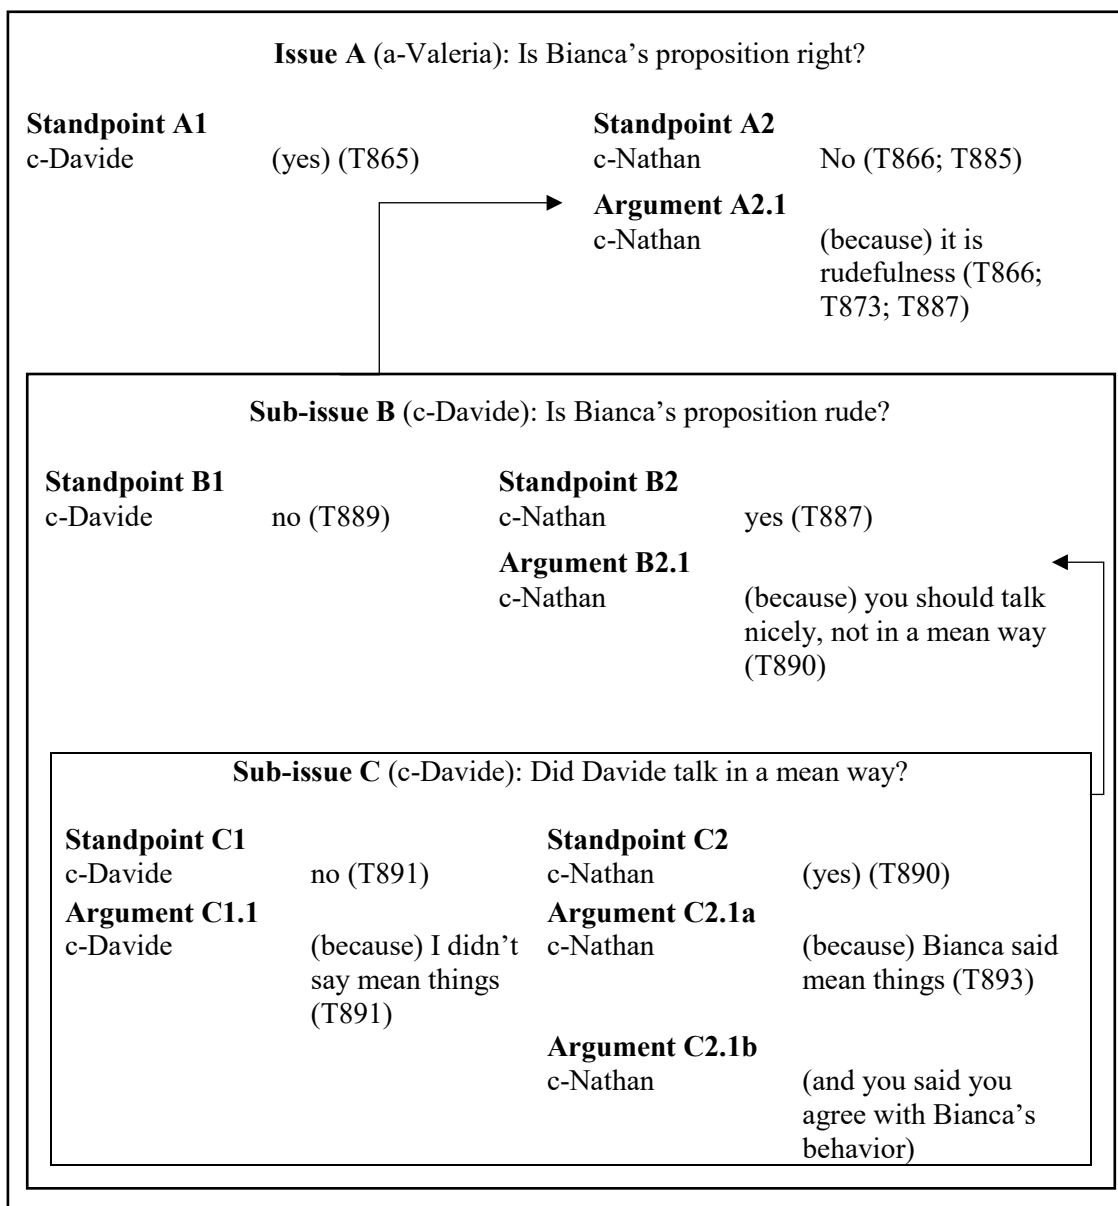 Issue A (a-Valeria): Is Bianca's proposition right?
Standpoint A1
c-Davide (yes) (T865)
Standpoint A2
c-Nathan No (T866; T885)
Argument A2.1
c-Nathan (because) it is
rudefulness (T866;
T873; T887)
Sub-issue B (c-Davide): Is Bianca's proposition rude?
Standpoint B1
c-Davide no (T889)
Standpoint B2
c-Nathan yes (T887)
Argument B2.1
c-Nathan (because) you should talk
nicely, not in a mean way
(T890)
Sub-issue C (c-Davide): Did Davide talk in a mean way?
Standpoint C1
c-Davide no (T891)
Argument C1.1
c-Davide (because) I didn't
say mean things
(T891)
Standpoint C2
c-Nathan (yes) (T890)
Argument C2.1a
c-Nathan (because) Bianca said
mean things (T893)
Argument C2.1b
c-Nathan (and you said you
agree with Bianca's
behavior)